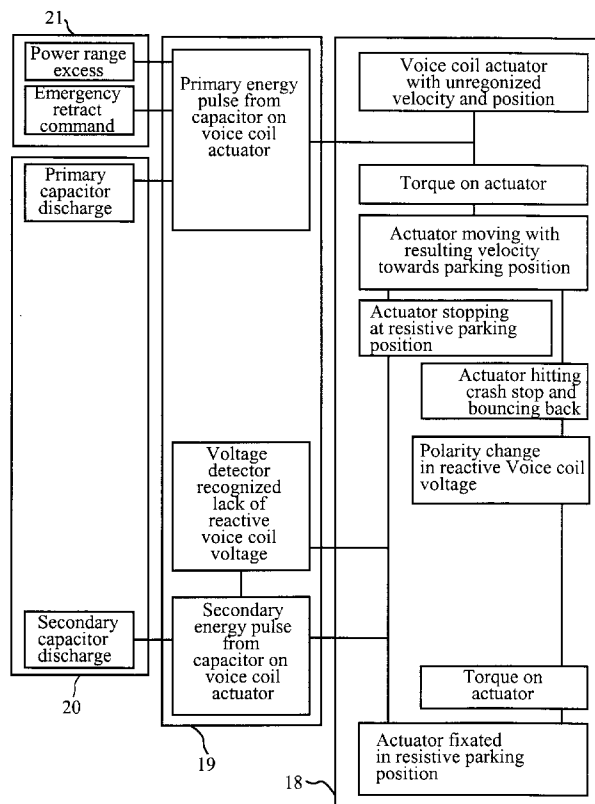 21
Power range
excess
Emergency
retract
command
Primary
capacitor
discharge
Secondary
capacitor
discharge
20
Primary energy
pulse from
capacitor on
voice coil
actuator
Voltage
detector
recognized
lack of
reactive
voice coil
voltage
Secondary
energy pulse
from
capacitor on
voice coil
actuator
19
Voice coil actuator
with unregonized
velocity and position
Torque on actuator
Actuator moving with
resulting velocity
towards parking position
Actuator stopping
at resistive parking
position
Actuator hitting
crash stop and
bouncing back
Polarity change
in reactive Voice coil
voltage
Torque on
actuator
Actuator fixated
in resistive parking
position
18